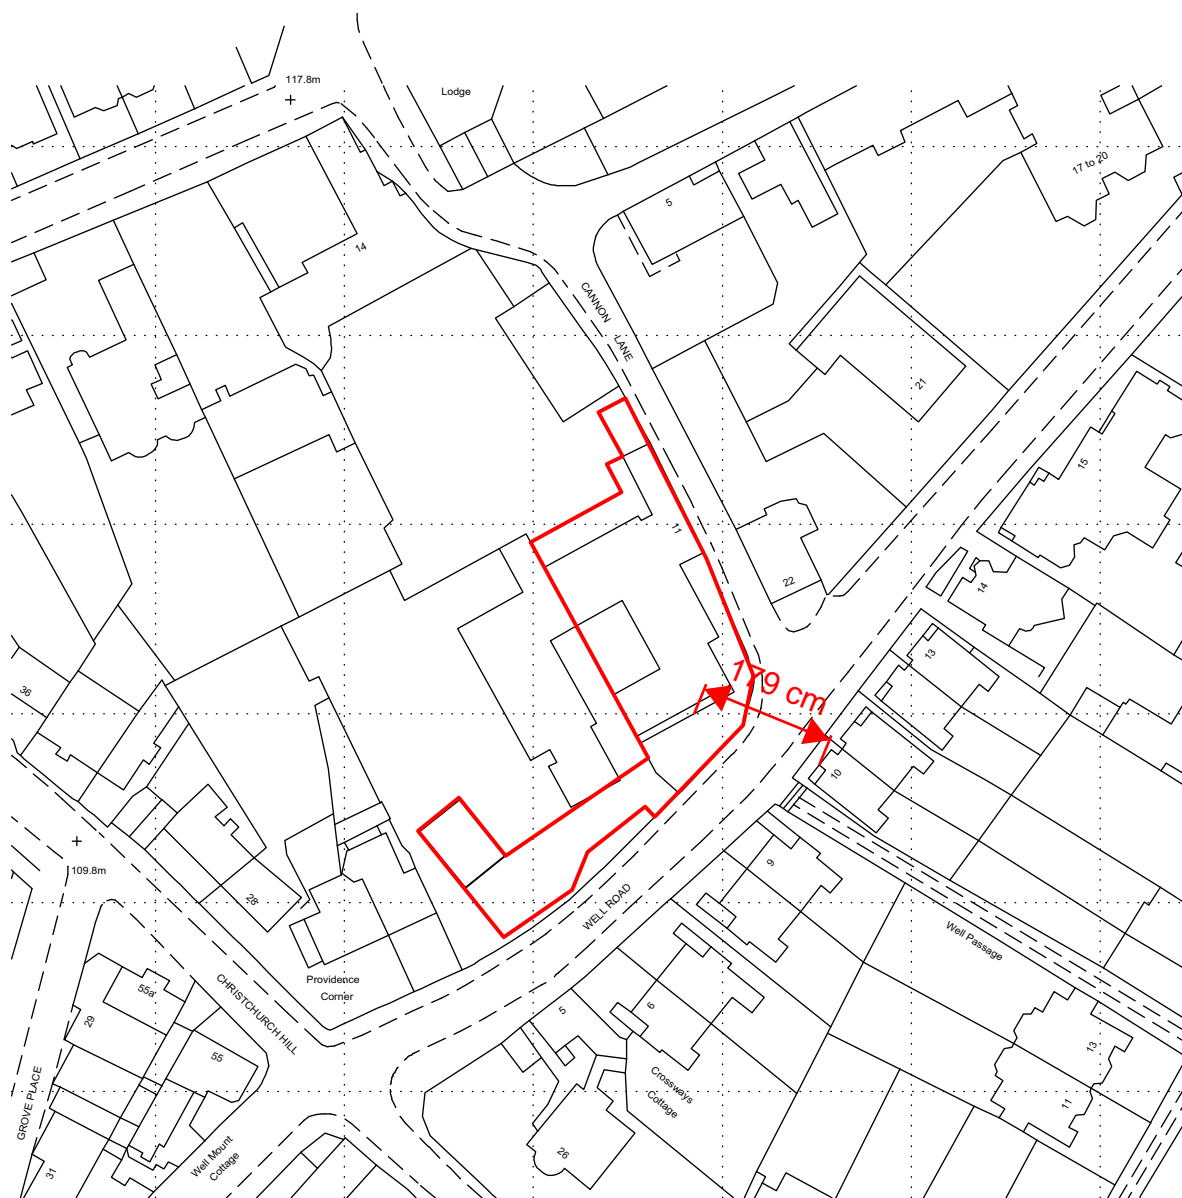 117.8m
Lodge
5
17 to 20
14
CANNON LANE
21
15
11
22
14
13
36
179 cm
10
109.8m
9
28
WELL ROAD
Well Passage
Providence
Corner
55a
CHRISTCHURCH HILL
29
55
5
6
13
Crossways
Cottage
11
GROVE PLACE
Well Mount
Cottage
26
31